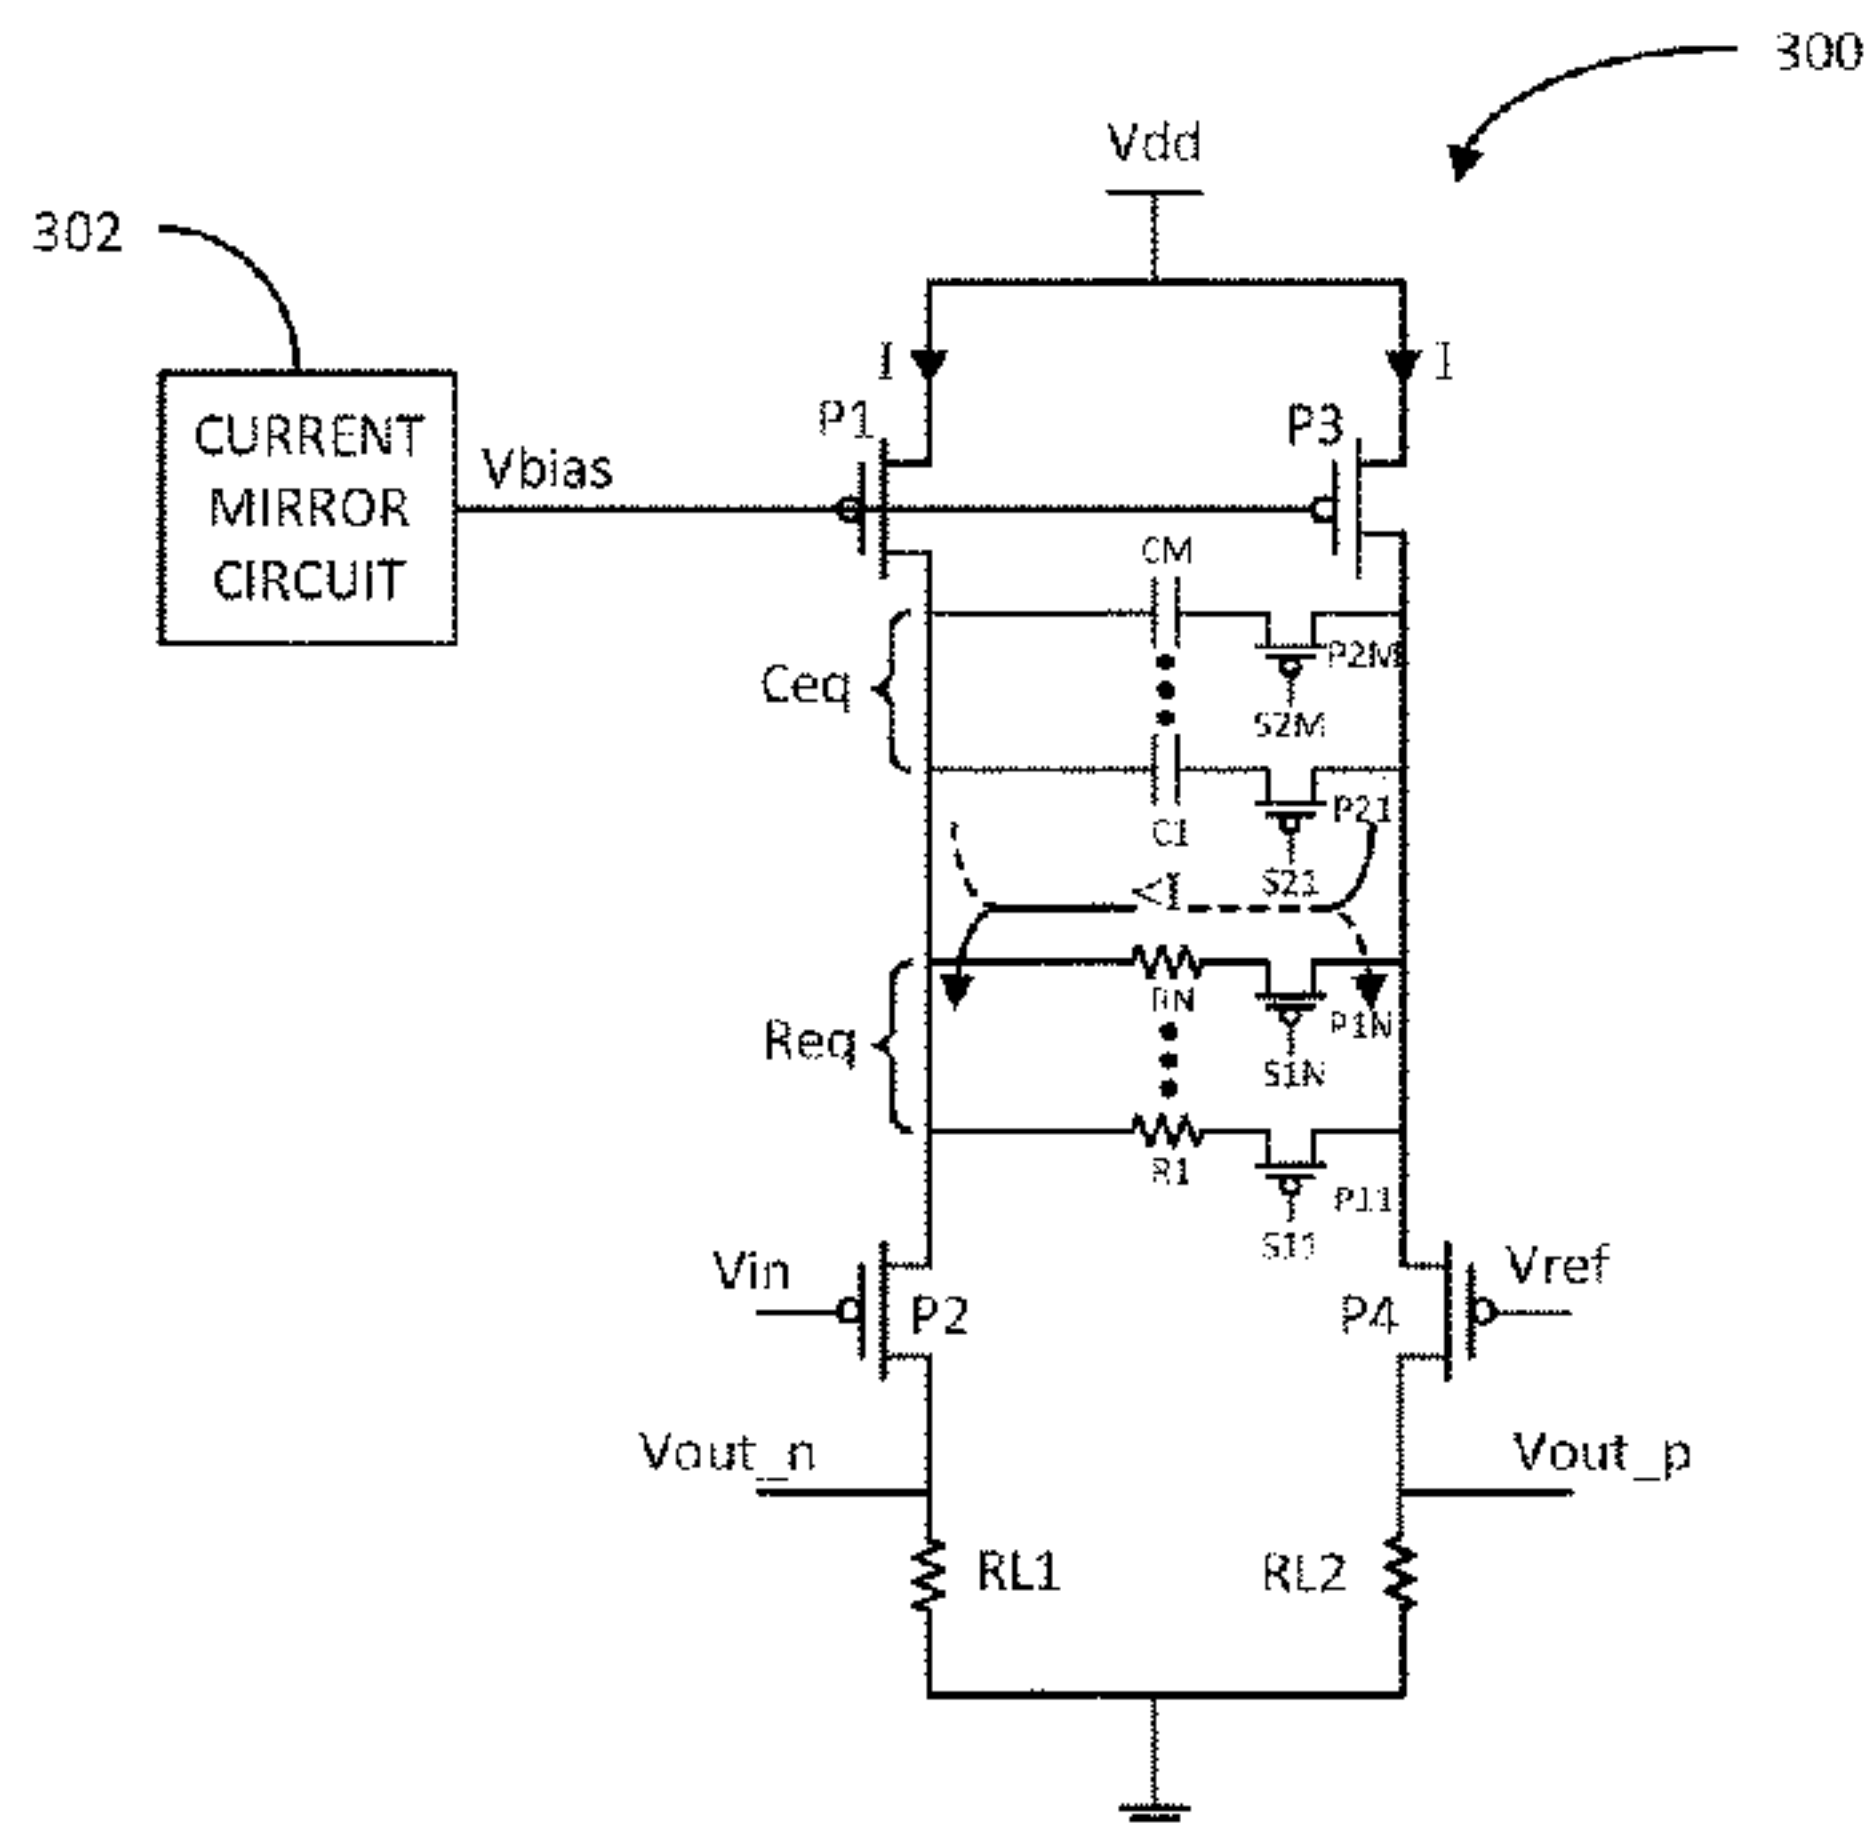 300
Vdd
302
I
I
P1
P3
CURRENT
MIRROR
CIRCUIT
Vbias
CM
P2M
Ceq
S2M
P21
C1
<I
S21
RN
P1N
Req
S1N
R1
P11
S11
Vin
P2
Vref
P4
Vout_n
Vout_p
RL1
RL2